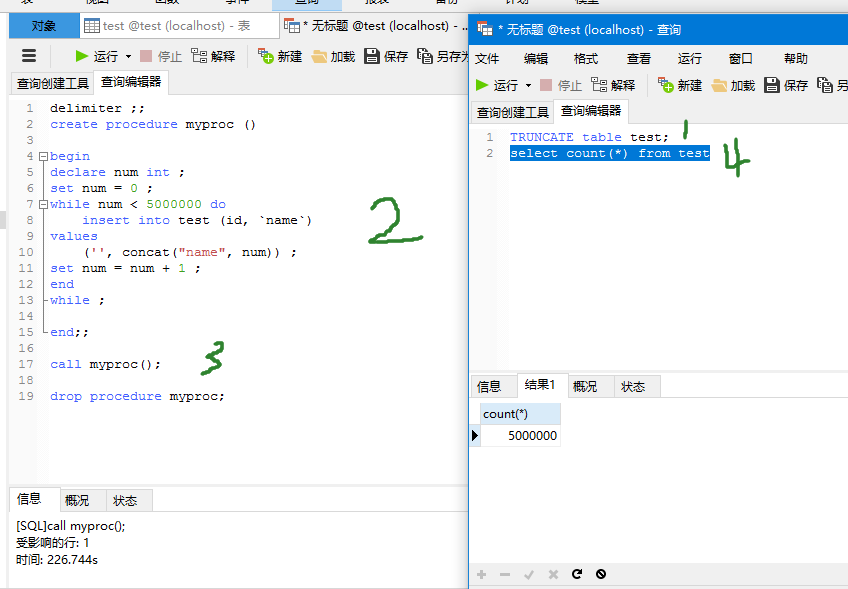 对象
test @test (localhost) - 表
* 无标题 @test (localhost) - ..
运行
停止
解释
新建
加载
保存
另存为
查询创建工具
查询编辑器
1 delimiter ;;
2 create procedure myproc ()
3
4 begin
5 declare num int ;
6 set num = 0 ;
7 while num < 5000000 do
8 insert into test (id, `name`)
9 values
10 ('', concat("name", num)) ;
11 set num = num + 1 ;
12 end
13 while ;
14
15 end;;
16
17 call myproc();
18
19 drop procedure myproc;
2
3
信息
概况
状态
[SQL]call myproc();
受影响的行: 1
时间: 226.744s
* 无标题 @test (localhost) - 查询
文件
编辑
格式
查看
运行
窗口
帮助
运行
停止
解释
新建
加载
保存
另
查询创建工具
查询编辑器
1 TRUNCATE table test;
2 select count(*) from test
1
4
信息
结果1
概况
状态
count(*)
5000000